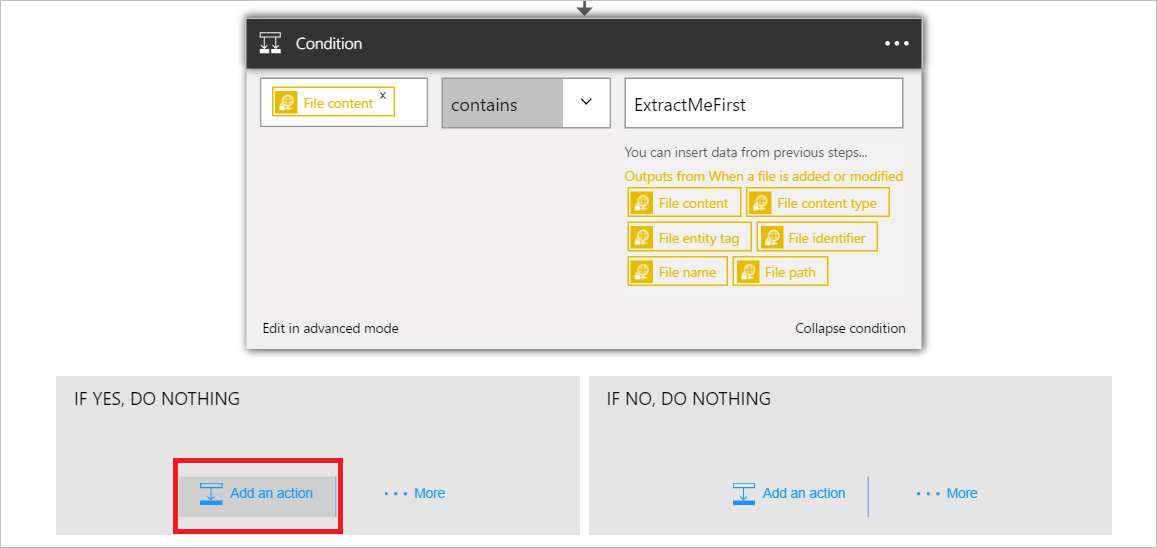 Condition
File content x contains ExtractMeFirst
You can insert data from previous steps...
Outputs from When a file is added or modified
File content File content type
File entity tag File identifier
File name File path
Edit in advanced mode Collapse condition
IF YES, DO NOTHING IF NO, DO NOTHING
Add an action More Add an action More